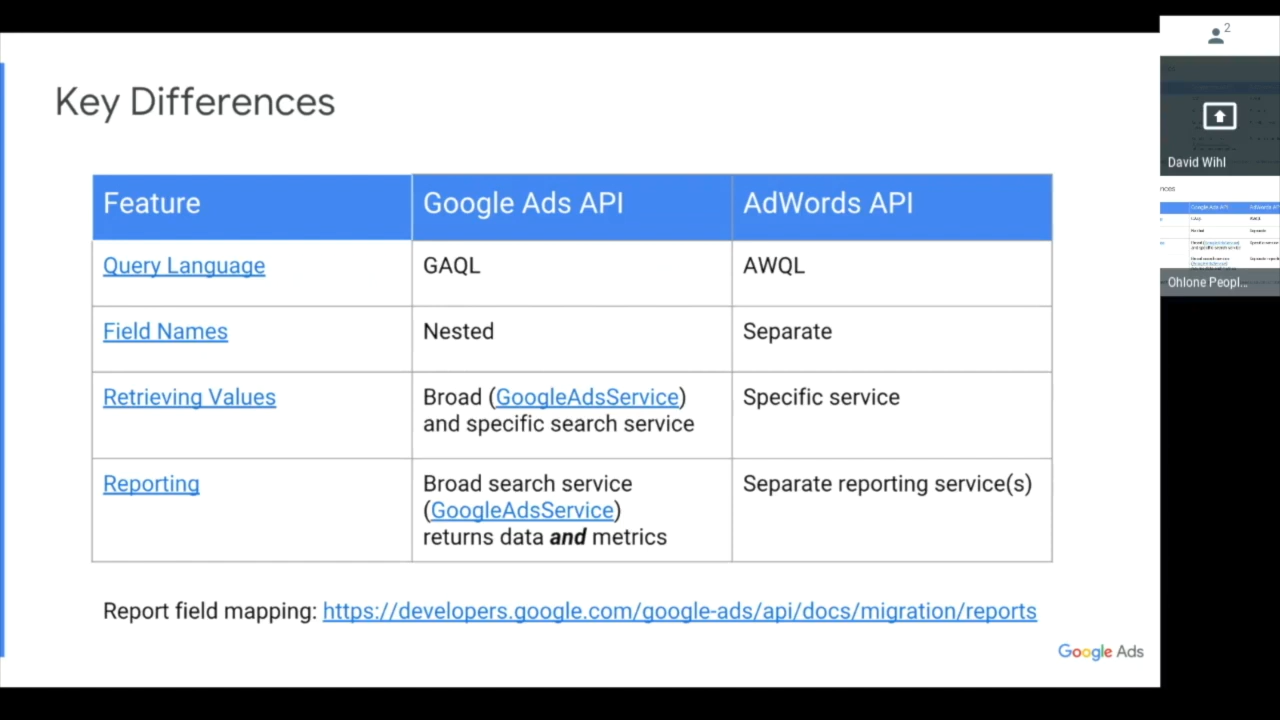 Key Differences
Feature
Google Ads API
AdWords API
Query Language
GAQL
AWQL
Field Names
Nested
Separate
Retrieving Values
Broad (GoogleAdsService)
and specific search service
Specific service
Reporting
Broad search service
(GoogleAdsService)
returns data and metrics
Separate reporting service(s)
Report field mapping: https://developers.google.com/google-ads/api/docs/migration/reports
Google Ads
2
David Wihl
Ohlone Peopl...